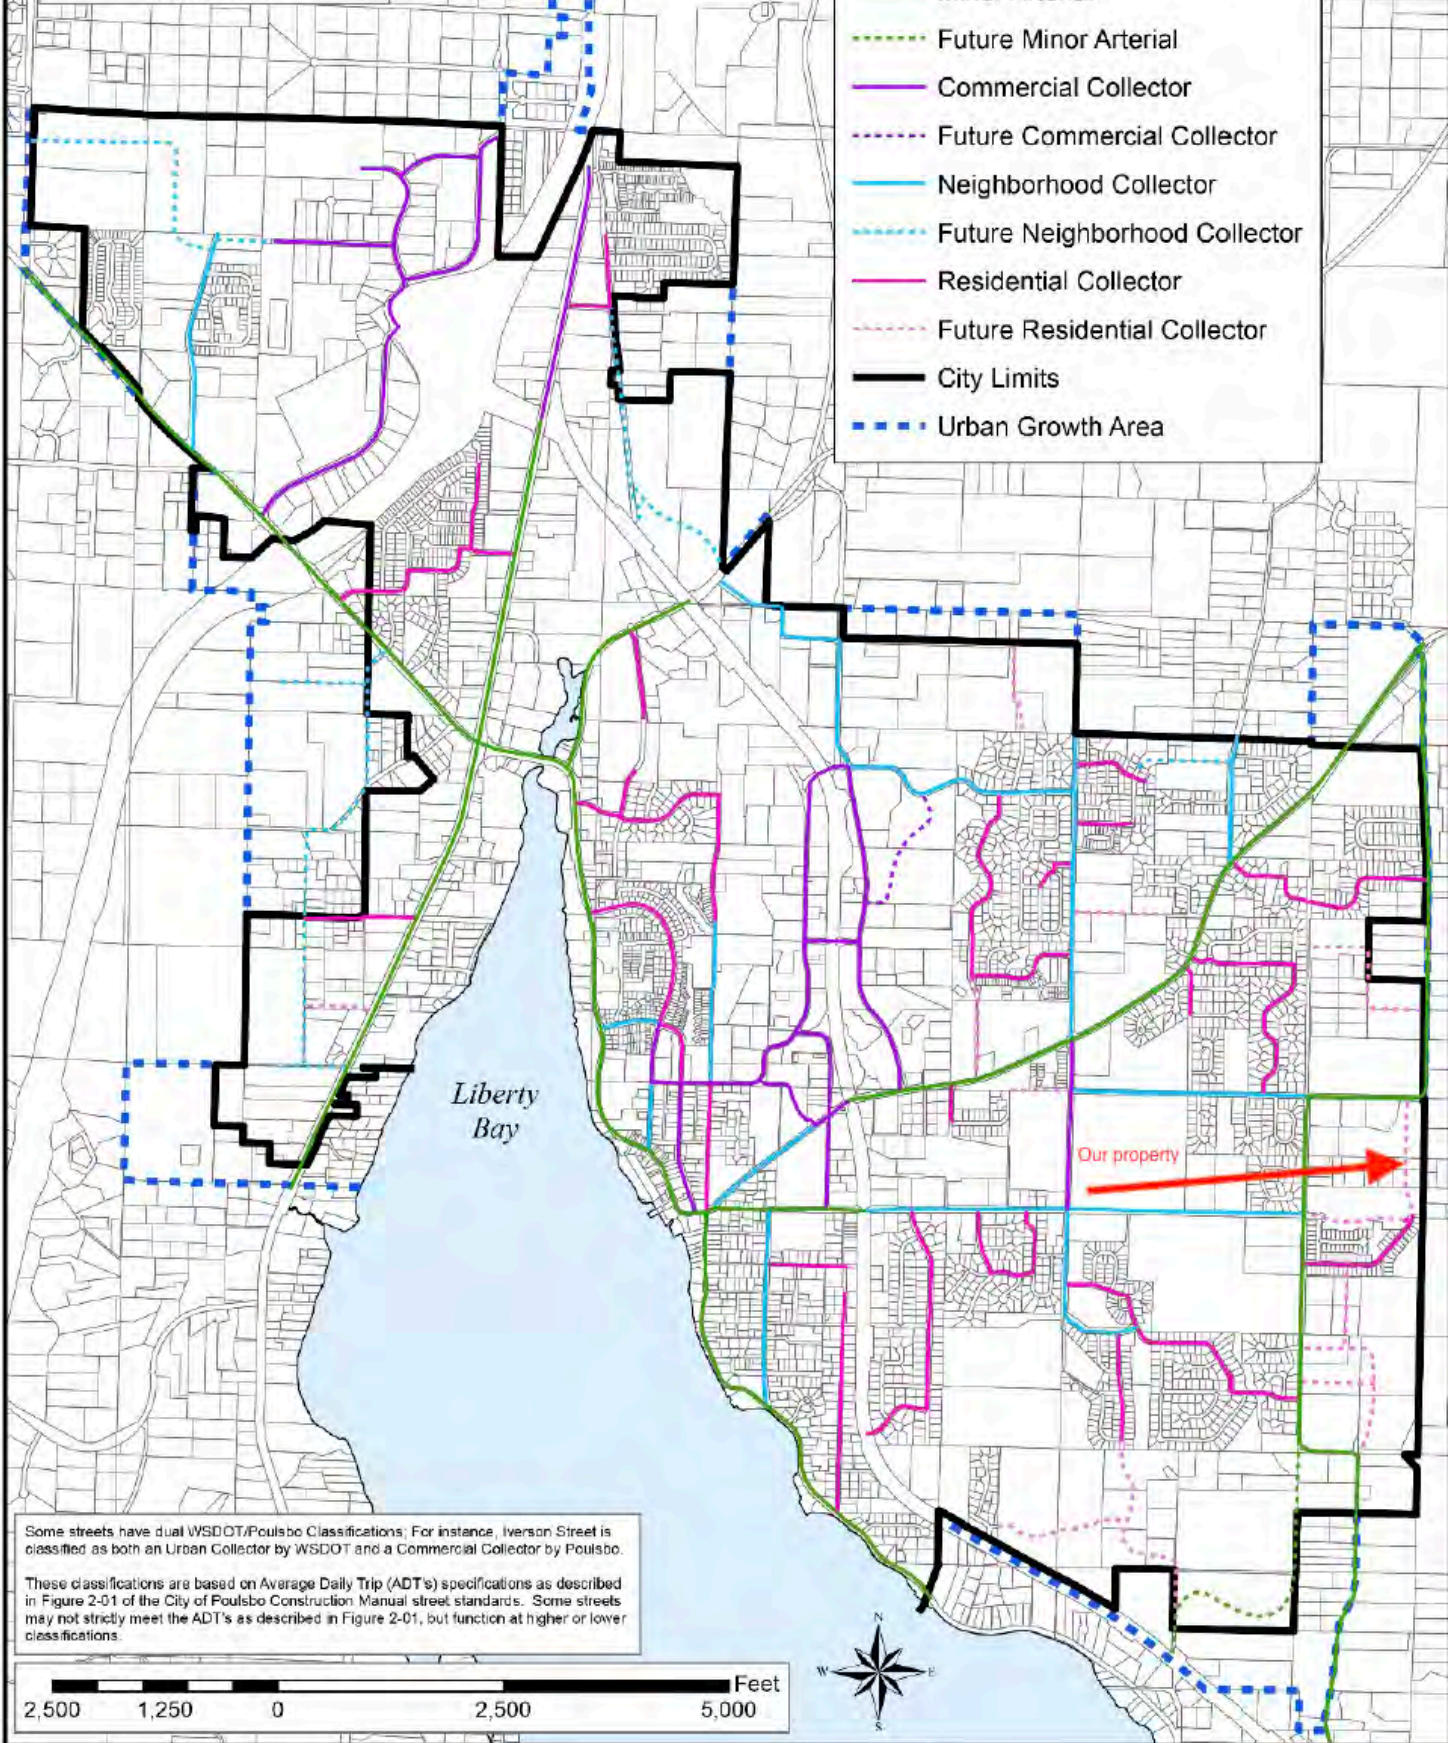 Future Minor Arterial
Commercial Collector
Future Commercial Collector
Neighborhood Collector
Future Neighborhood Collector
Residential Collector
Future Residential Collector
City Limits
Urban Growth Area
Liberty
Bay
Our property
Some streets have dual WSDOT/Poulsbo Classifications; For instance, Iverson Street is
classified as both an Urban Collector by WSDOT and a Commercial Collector by Poulsbo.
These classifications are based on Average Daily Trip (ADT's) specifications as described
in Figure 2-01 of the City of Poulsbo Construction Manual street standards. Some streets
may not strictly meet the ADT's as described in Figure 2-01, but function at higher or lower
classifications.
N
W E
S
Feet
2,500 1,250 0 2,500 5,000